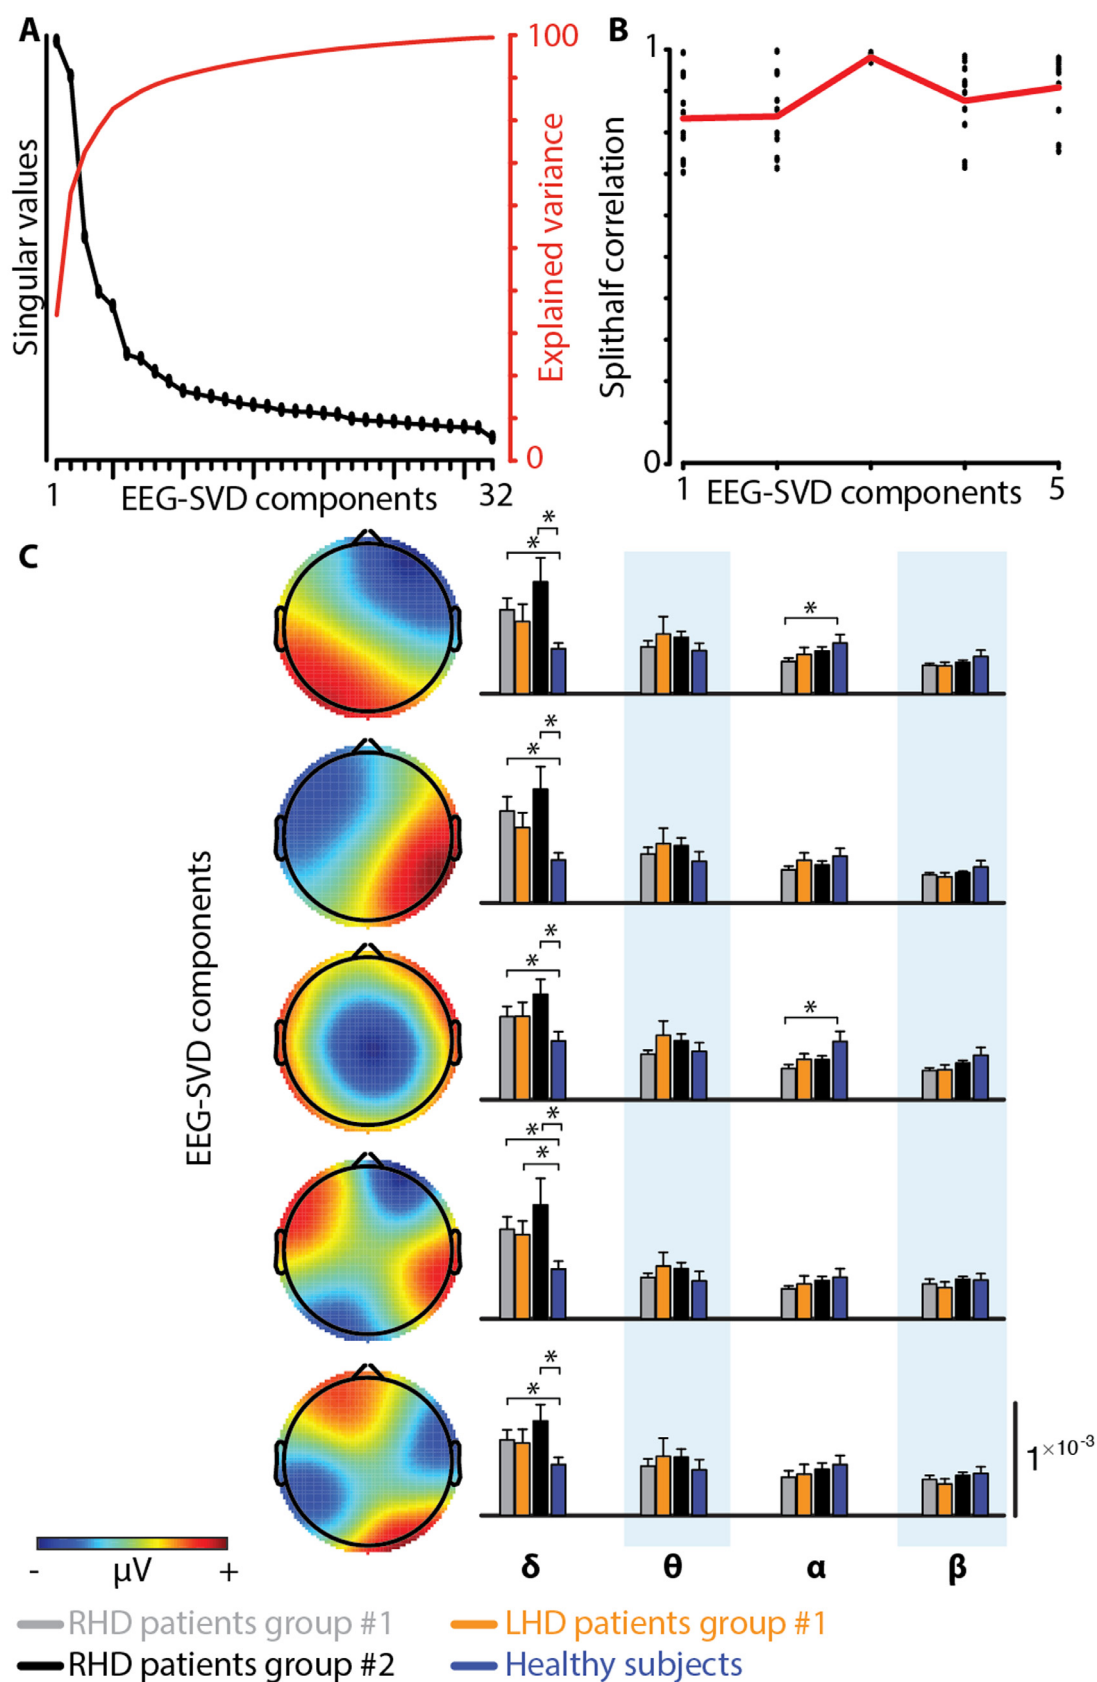 A
Singular values
100
Explained variance
0
1 EEG-SVD components 32
B
1
Splithalf correlation
0
1 EEG-SVD components 5
C
EEG-SVD components
* *
*
* *
* *
*
* * *
* *
1×10-3
- μV +
δ θ α β
RHD patients group #1
LHD patients group #1
RHD patients group #2
Healthy subjects